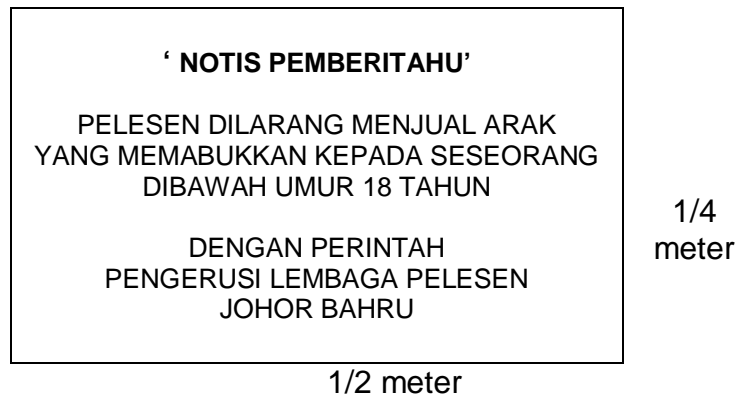 ‘ NOTIS PEMBERITAHU’
PELESEN DILARANG MENJUAL ARAK
YANG MEMABUKKAN KEPADA SESEORANG
DIBAWAH UMUR 18 TAHUN
DENGAN PERINTAH
PENGERUSI LEMBAGA PELESEN
JOHOR BAHRU
1/4
meter
1/2 meter